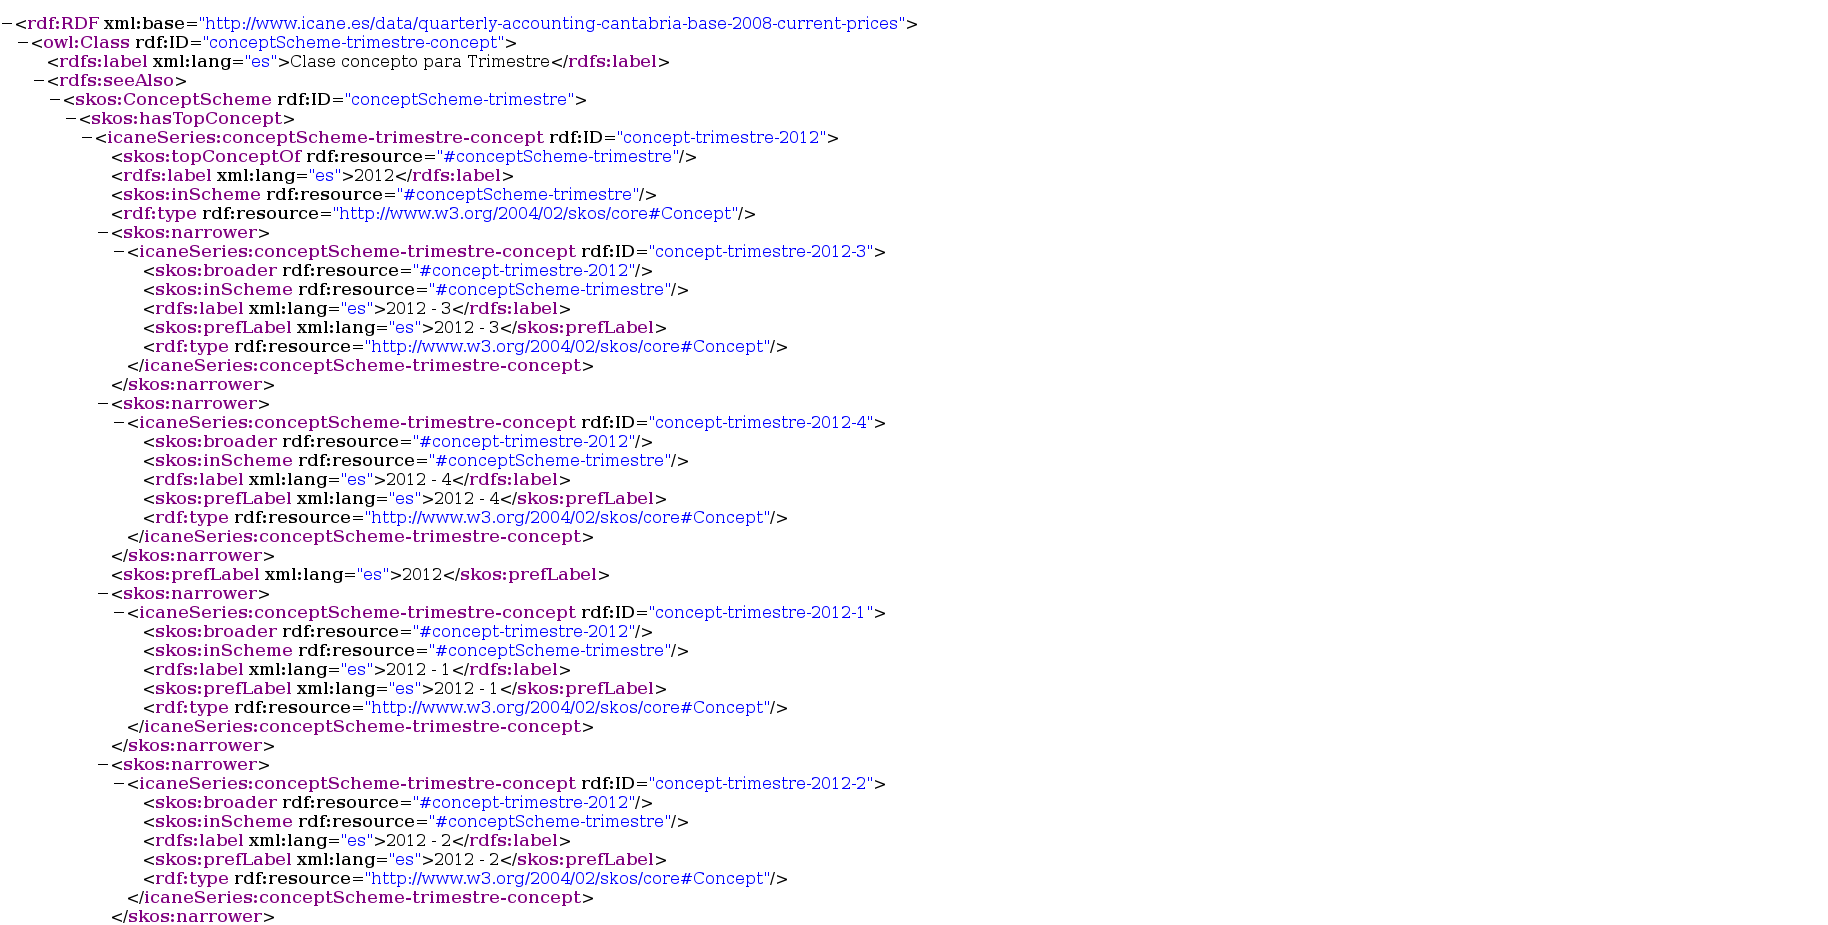 −<rdf:RDF xml:base="http://www.icane.es/data/quarterly-accounting-cantabria-base-2008-current-prices">
−<owl:Class rdf:ID="conceptScheme-trimestre-concept">
<rdfs:label xml:lang="es">Clase concepto para Trimestre</rdfs:label>
−<rdfs:seeAlso>
−<skos:ConceptScheme rdf:ID="conceptScheme-trimestre">
−<skos:hasTopConcept>
−<icaneSeries:conceptScheme-trimestre-concept rdf:ID="concept-trimestre-2012">
<skos:topConceptOf rdf:resource="#conceptScheme-trimestre"/>
<rdfs:label xml:lang="es">2012</rdfs:label>
<skos:inScheme rdf:resource="#conceptScheme-trimestre"/>
<rdf:type rdf:resource="http://www.w3.org/2004/02/skos/core#Concept"/>
−<skos:narrower>
−<icaneSeries:conceptScheme-trimestre-concept rdf:ID="concept-trimestre-2012-3">
<skos:broader rdf:resource="#concept-trimestre-2012"/>
<skos:inScheme rdf:resource="#conceptScheme-trimestre"/>
<rdfs:label xml:lang="es">2012 - 3</rdfs:label>
<skos:prefLabel xml:lang="es">2012 - 3</skos:prefLabel>
<rdf:type rdf:resource="http://www.w3.org/2004/02/skos/core#Concept"/>
</icaneSeries:conceptScheme-trimestre-concept>
</skos:narrower>
−<skos:narrower>
−<icaneSeries:conceptScheme-trimestre-concept rdf:ID="concept-trimestre-2012-4">
<skos:broader rdf:resource="#concept-trimestre-2012"/>
<skos:inScheme rdf:resource="#conceptScheme-trimestre"/>
<rdfs:label xml:lang="es">2012 - 4</rdfs:label>
<skos:prefLabel xml:lang="es">2012 - 4</skos:prefLabel>
<rdf:type rdf:resource="http://www.w3.org/2004/02/skos/core#Concept"/>
</icaneSeries:conceptScheme-trimestre-concept>
</skos:narrower>
<skos:prefLabel xml:lang="es">2012</skos:prefLabel>
−<skos:narrower>
−<icaneSeries:conceptScheme-trimestre-concept rdf:ID="concept-trimestre-2012-1">
<skos:broader rdf:resource="#concept-trimestre-2012"/>
<skos:inScheme rdf:resource="#conceptScheme-trimestre"/>
<rdfs:label xml:lang="es">2012 - 1</rdfs:label>
<skos:prefLabel xml:lang="es">2012 - 1</skos:prefLabel>
<rdf:type rdf:resource="http://www.w3.org/2004/02/skos/core#Concept"/>
</icaneSeries:conceptScheme-trimestre-concept>
</skos:narrower>
−<skos:narrower>
−<icaneSeries:conceptScheme-trimestre-concept rdf:ID="concept-trimestre-2012-2">
<skos:broader rdf:resource="#concept-trimestre-2012"/>
<skos:inScheme rdf:resource="#conceptScheme-trimestre"/>
<rdfs:label xml:lang="es">2012 - 2</rdfs:label>
<skos:prefLabel xml:lang="es">2012 - 2</skos:prefLabel>
<rdf:type rdf:resource="http://www.w3.org/2004/02/skos/core#Concept"/>
</icaneSeries:conceptScheme-trimestre-concept>
</skos:narrower>